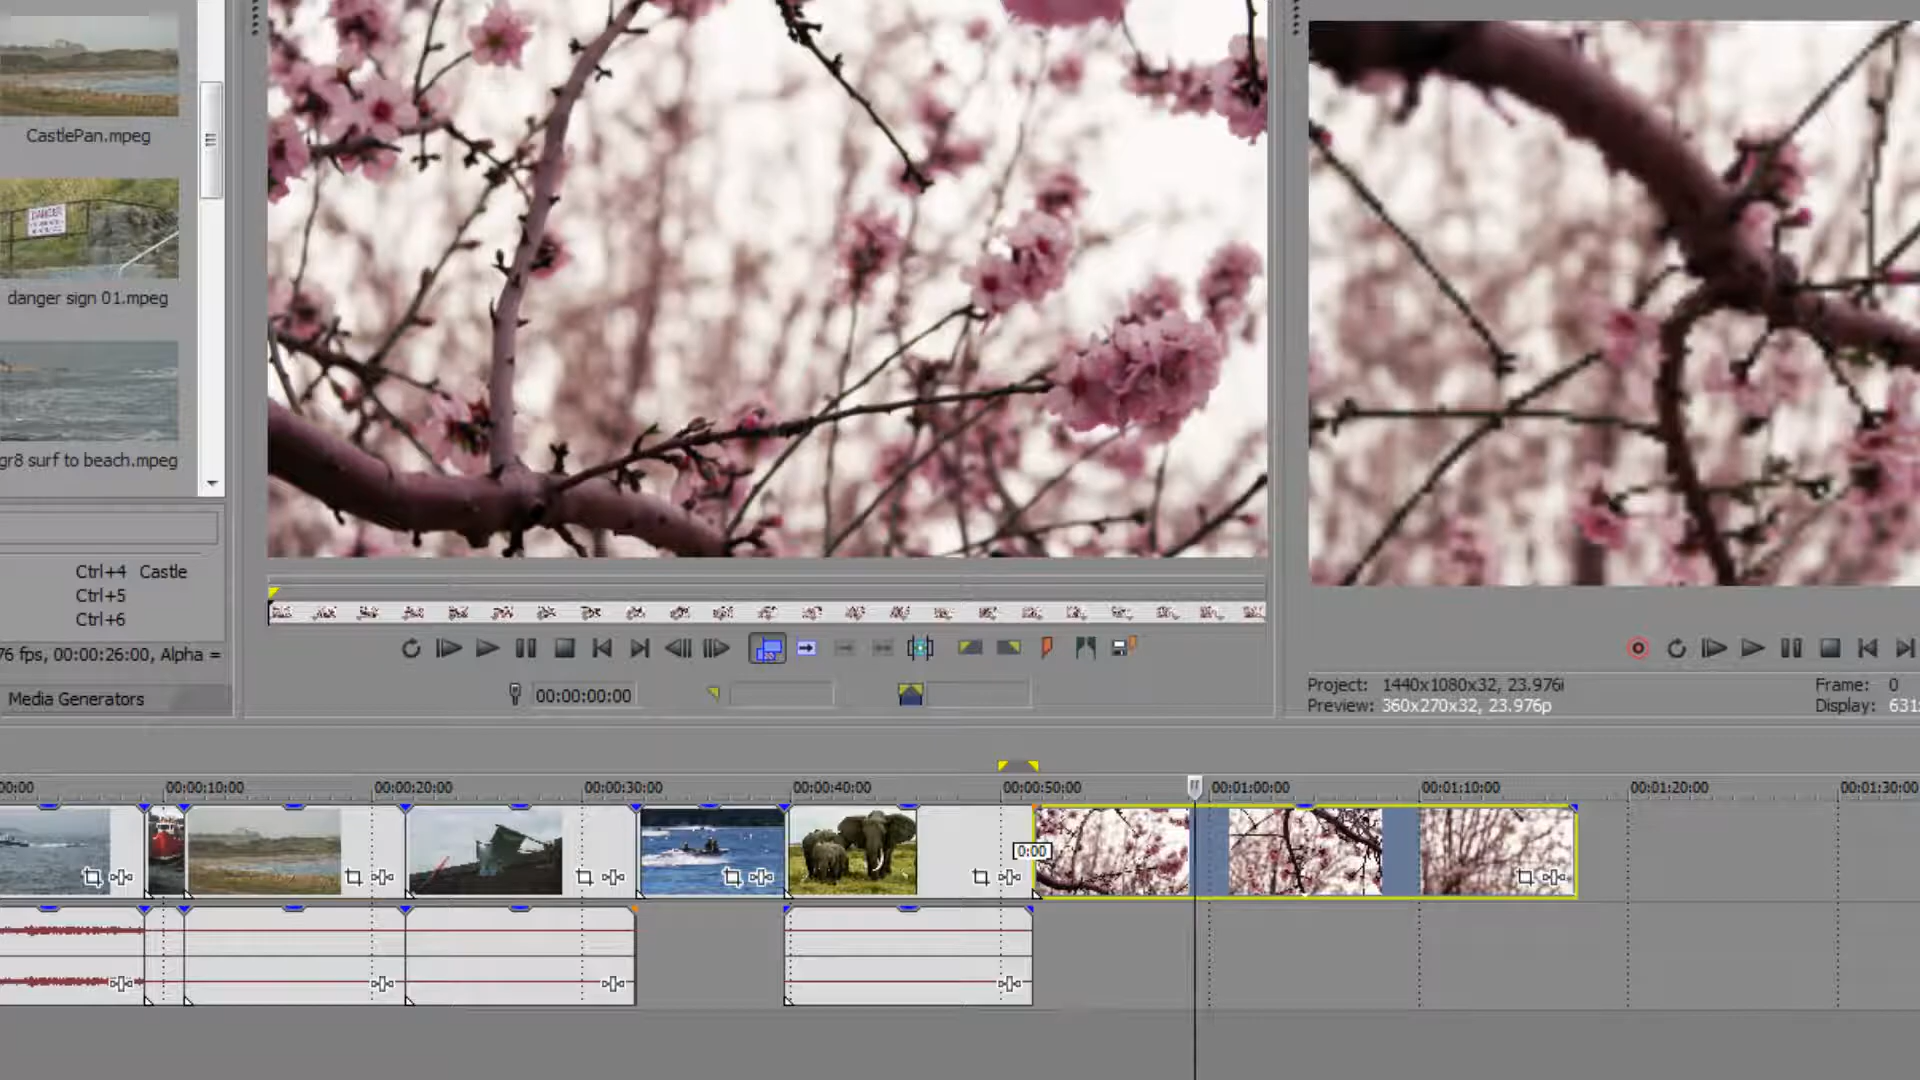 CastlePan.mpeg
DANGER
danger sign 01.mpeg
gr8 surf to beach.mpeg
Ctrl+4 Castle
Ctrl+5
Ctrl+6
76 fps, 00:00:26:00, Alpha =
Media Generators
00:00:00:00
Project: 1440x1080x32, 23.976i
Preview: 360x270x32, 23.976p
Frame: 0
Display: 631
00:00
00:00:10:00
00:00:20:00
00:00:30:00
00:00:40:00
00:00:50:00
00:01:00:00
00:01:10:00
00:01:20:00
00:01:30:00
0:00